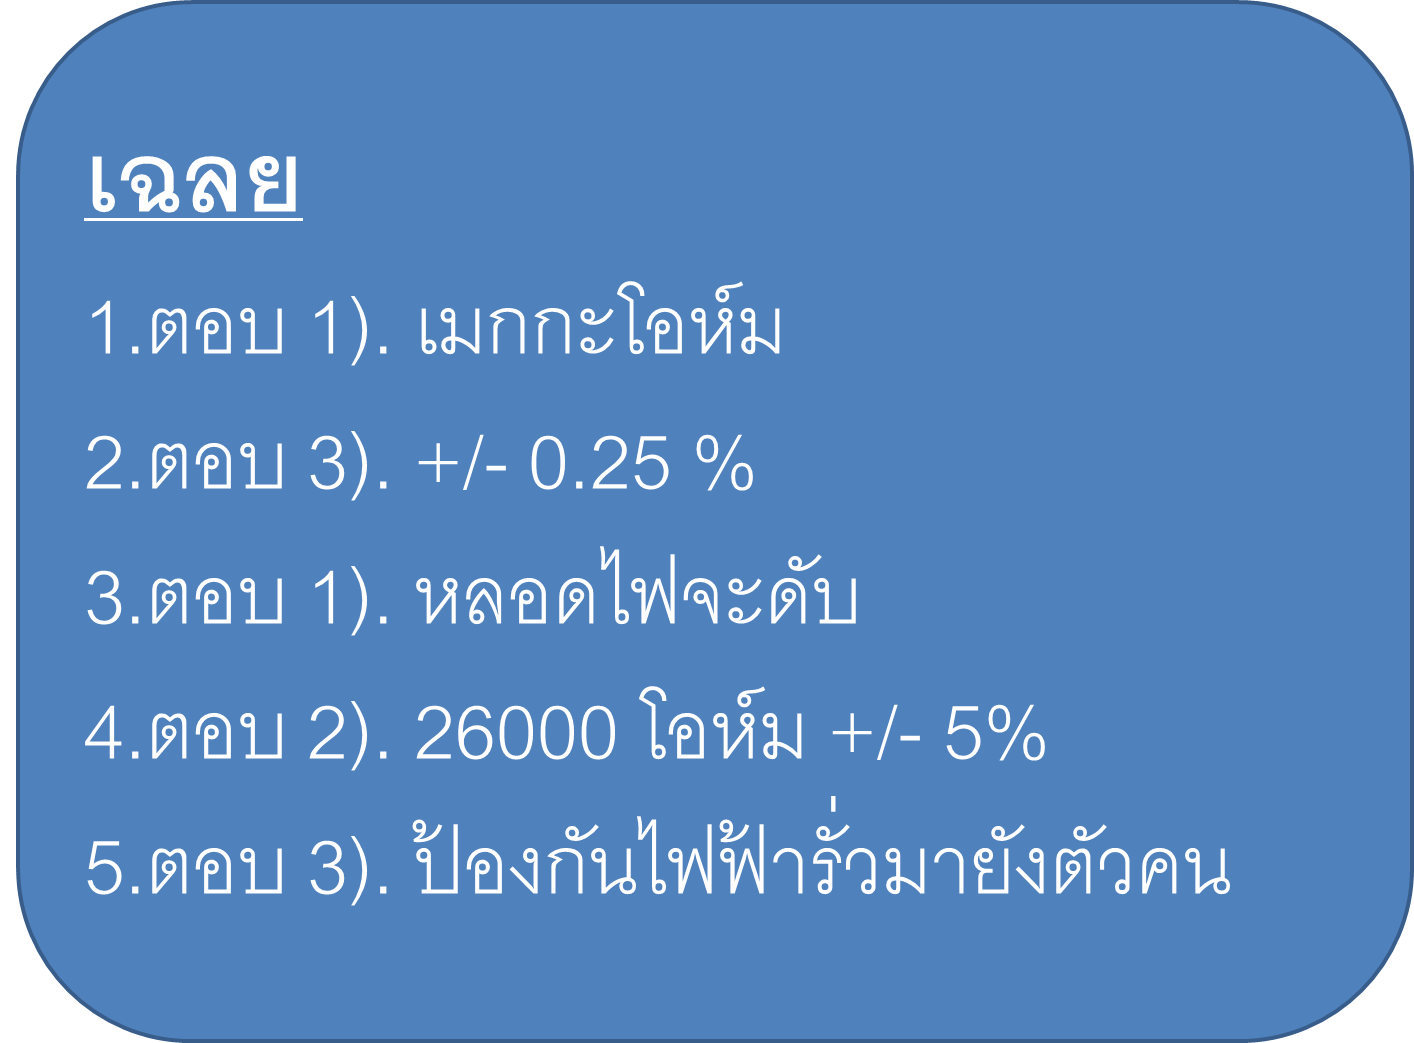 เฉลย
1.ตอบ 1). เมกกะโอห์ม
2.ตอบ 3). +/- 0.25 %
3.ตอบ 1). หลอดไฟจะดับ
4.ตอบ 2). 26000 โอห์ม +/- 5%
5.ตอบ 3). ป้องกันไฟฟ้ารั่วมายังตัวคน